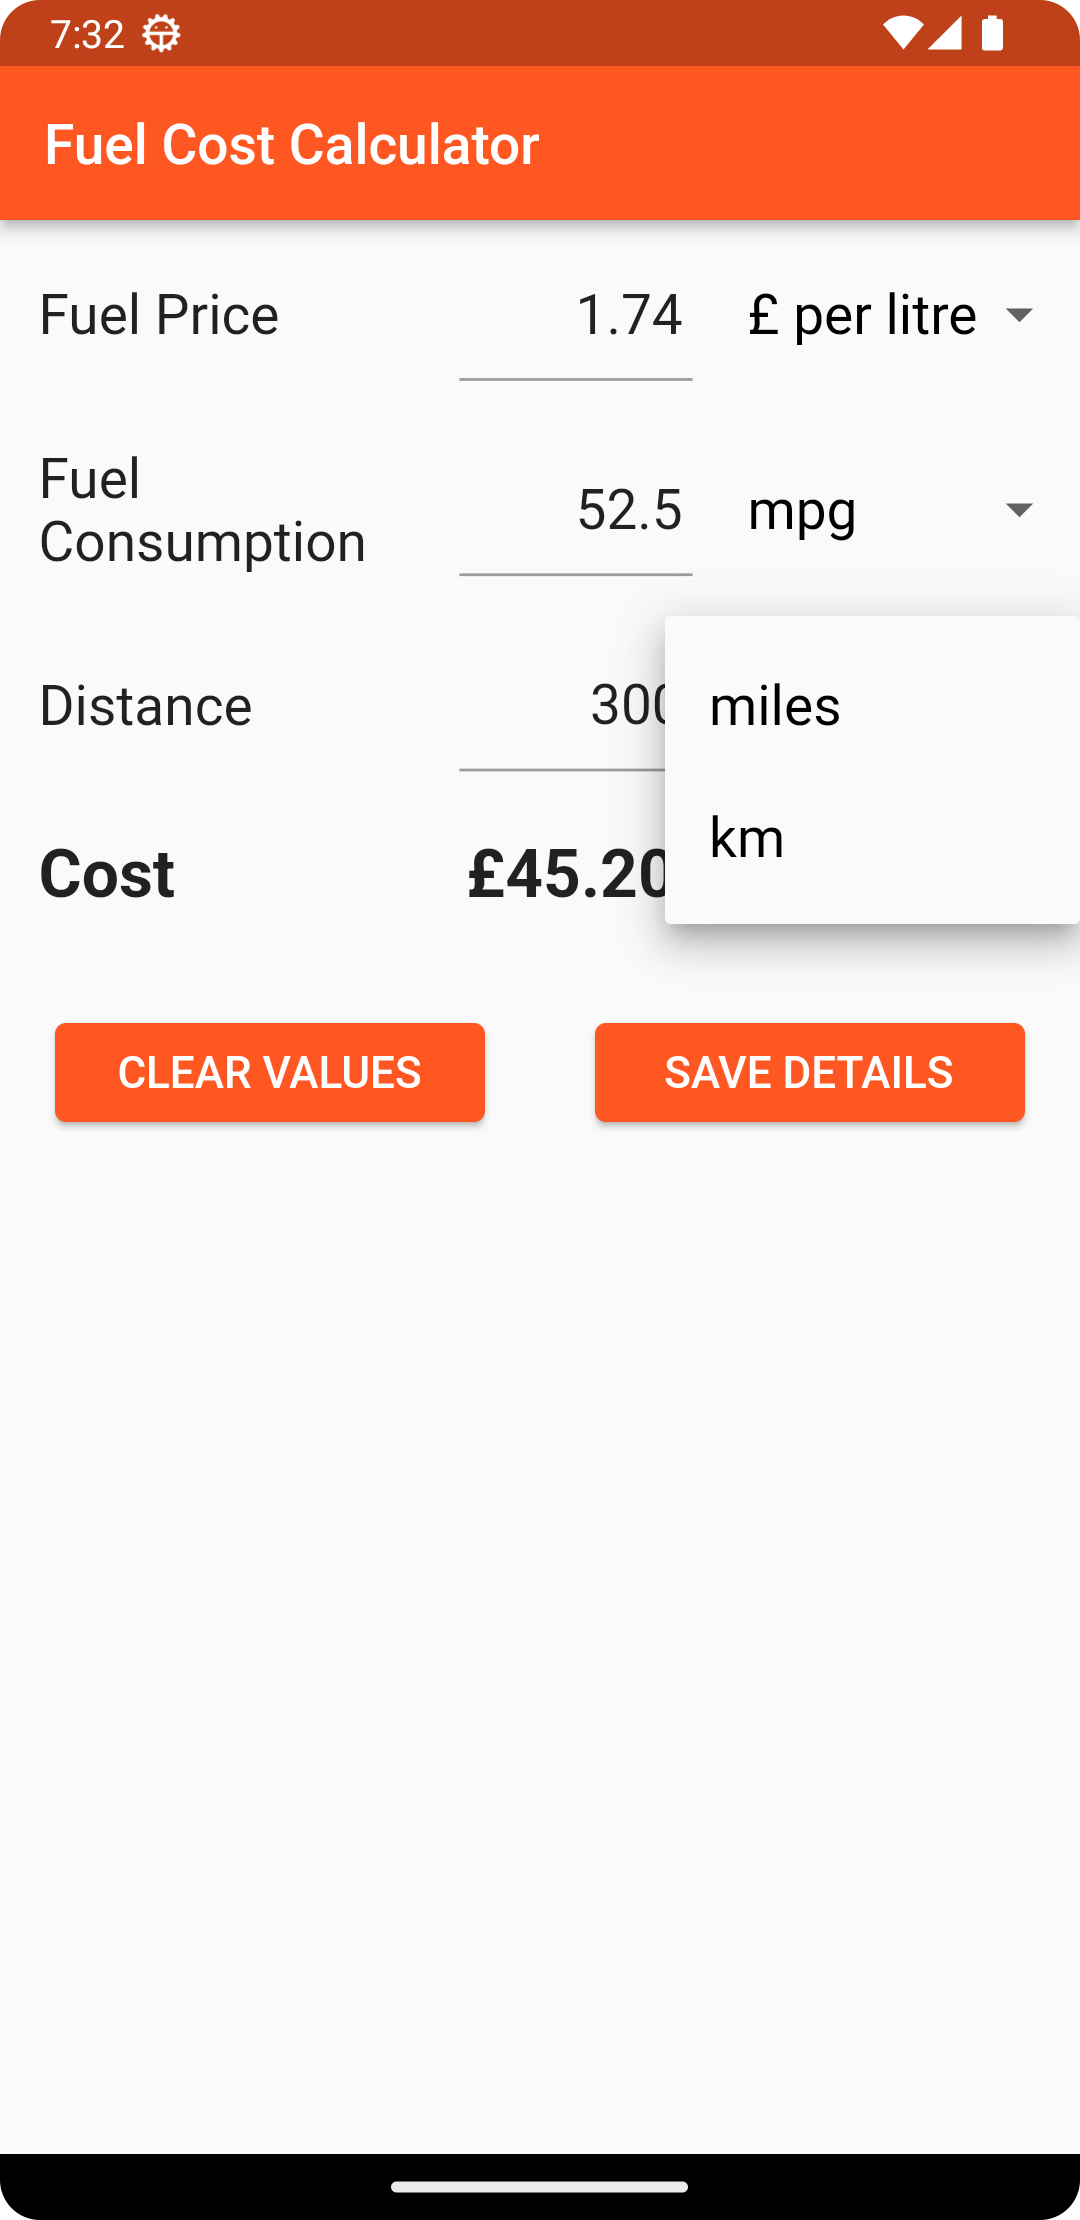 7:32
Fuel Cost Calculator
Fuel Price 1.74 £ per litre
Fuel
Consumption
52.5 mpg
Distance 300
miles
km
Cost £45.20
CLEAR VALUES SAVE DETAILS